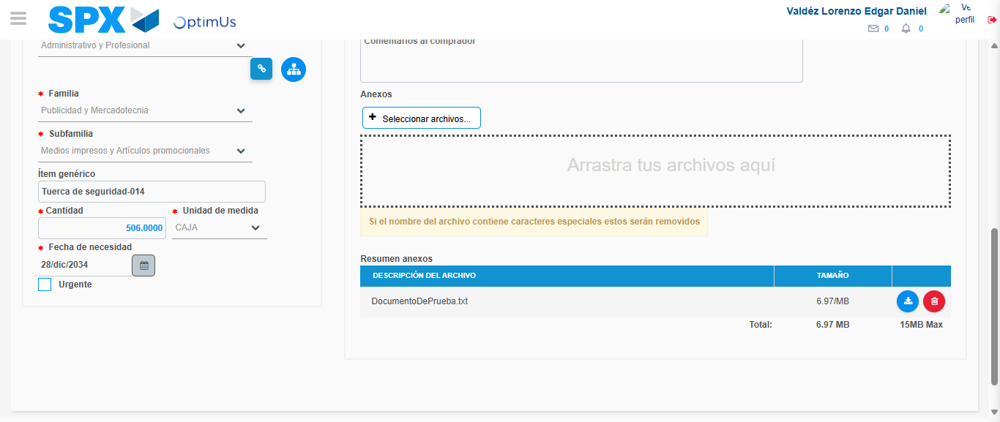 SPX
OptimUs
Valdéz Lorenzo Edgar Daniel
0
0
Ve
perfil
Administrativo y Profesional
Familia
Publicidad y Mercadotecnia
Subfamilia
Medios impresos y Artículos promocionales
Ítem genérico
Tuerca de seguridad-014
Cantidad
Unidad de medida
506.0000
CAJA
Fecha de necesidad
28/dic/2034
Urgente
Comentarios al comprador
Anexos
Seleccionar archivos...
Arrastra tus archivos aquí
Si el nombre del archivo contiene caracteres especiales estos serán removidos
Resumen anexos
DESCRIPCIÓN DEL ARCHIVO TAMAÑO
DocumentoDePrueba.txt 6.97/MB
Total: 6.97 MB 15MB Max